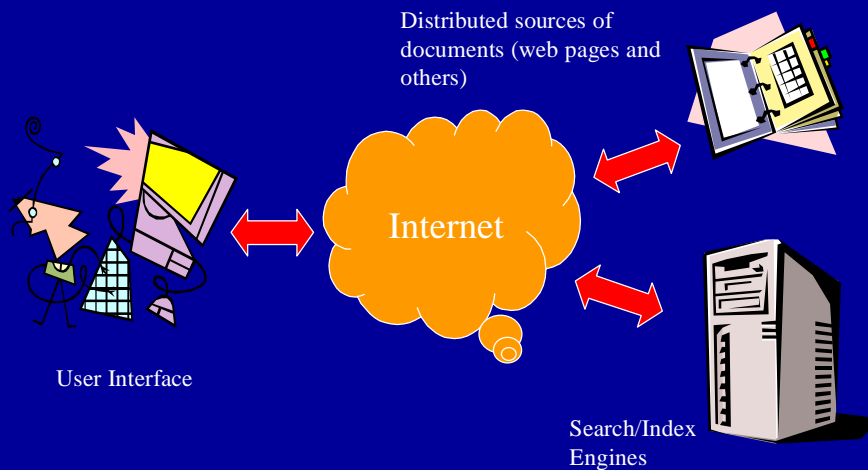 Distributed sources of
documents (web pages and
others)
Internet
User Interface
Search/Index
Engines